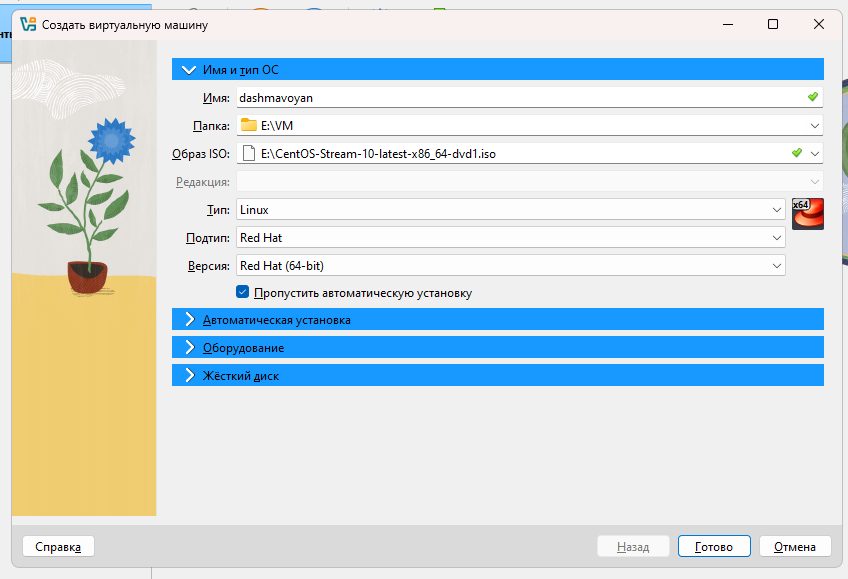 Создать виртуальную машину
Имя и тип ОС
Имя: dashmavoyan
Папка: E:\VM
Образ ISO: E:\CentOS-Stream-10-latest-x86_64-dvd1.iso
Редакция:
Тип: Linux
x64
Подтип: Red Hat
Версия: Red Hat (64-bit)
Пропустить автоматическую установку
Автоматическая установка
Оборудование
Жёсткий диск
Справка Назад Готово Отмена